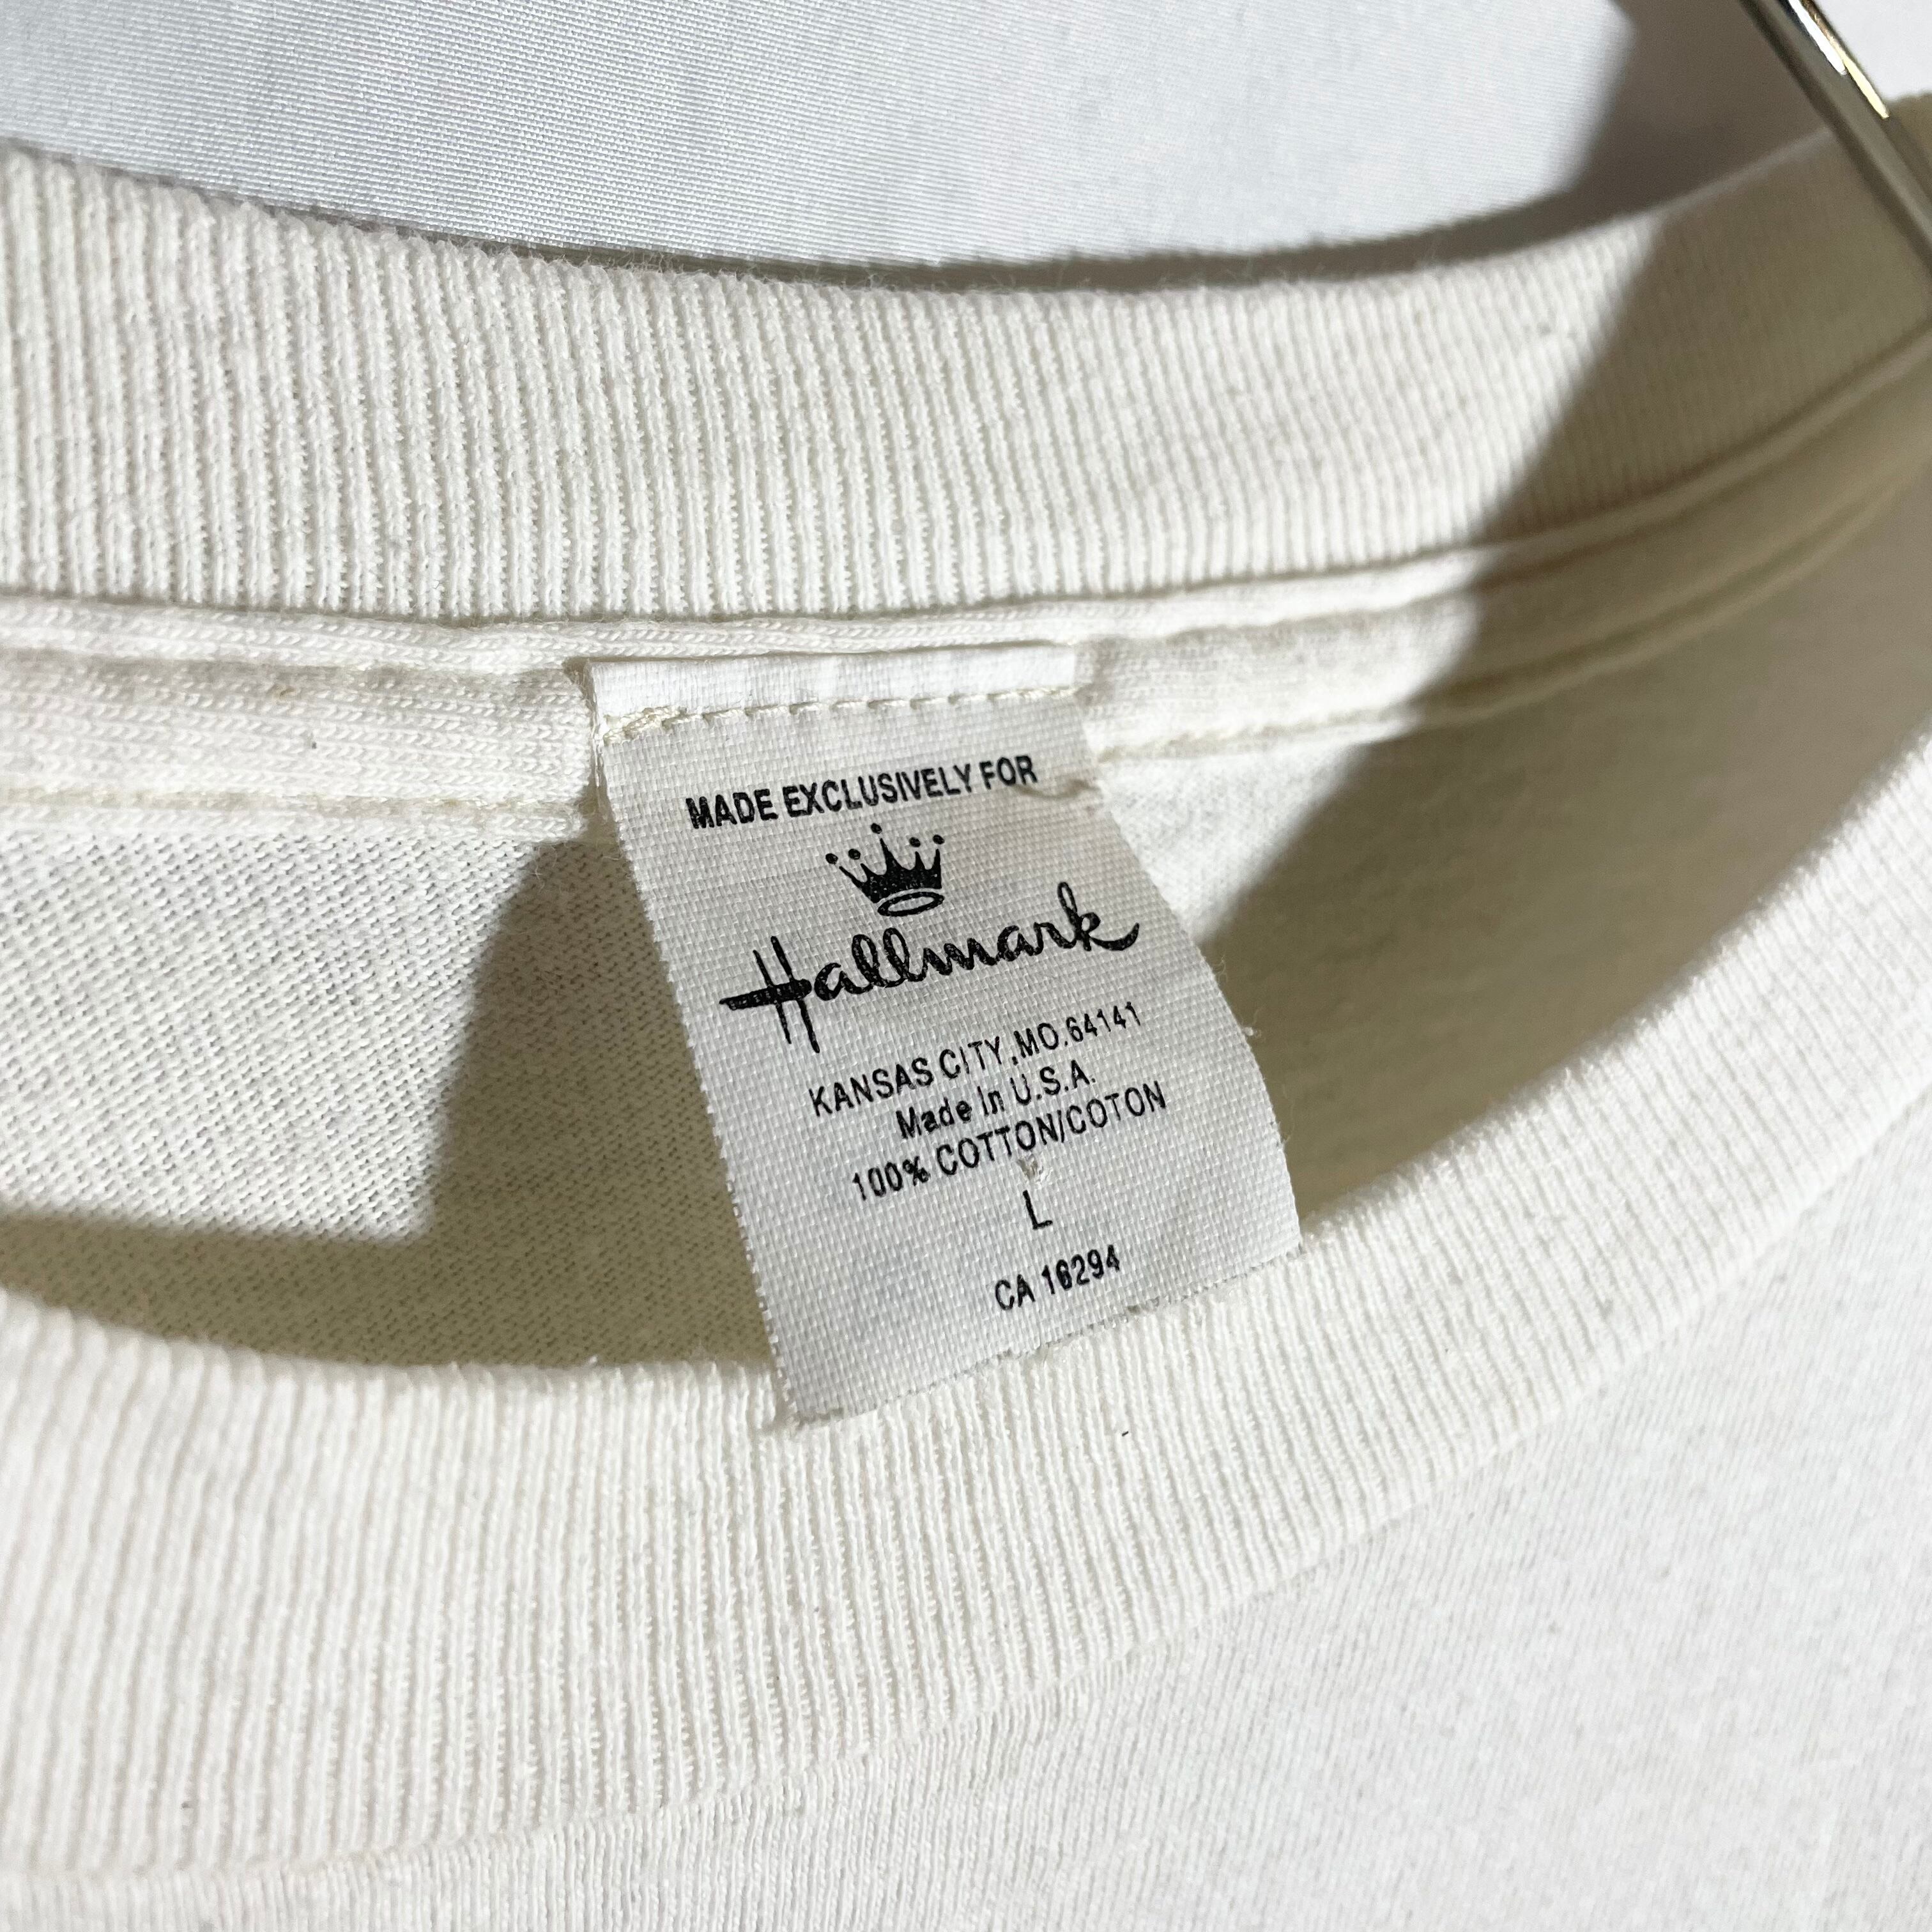 MADE EXCLUSIVELY FOR
Hallmark
KANSAS CITY, MO. 64141
Made In U.S.A.
100% COTTON/COTON
L
CA 16294